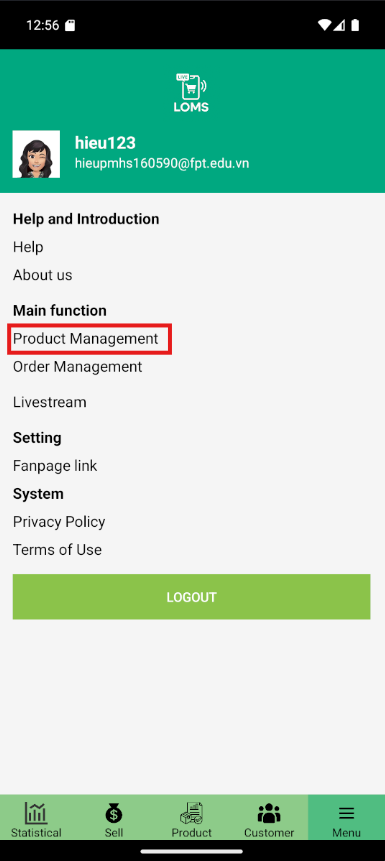 12:56
LIVE
LOMS
hieu123
hieupmhs160590@fpt.edu.vn
Help and Introduction
Help
About us
Main function
Product Management
Order Management
Livestream
Setting
Fanpage link
System
Privacy Policy
Terms of Use
LOGOUT
Statistical
Sell
Product
Customer
Menu